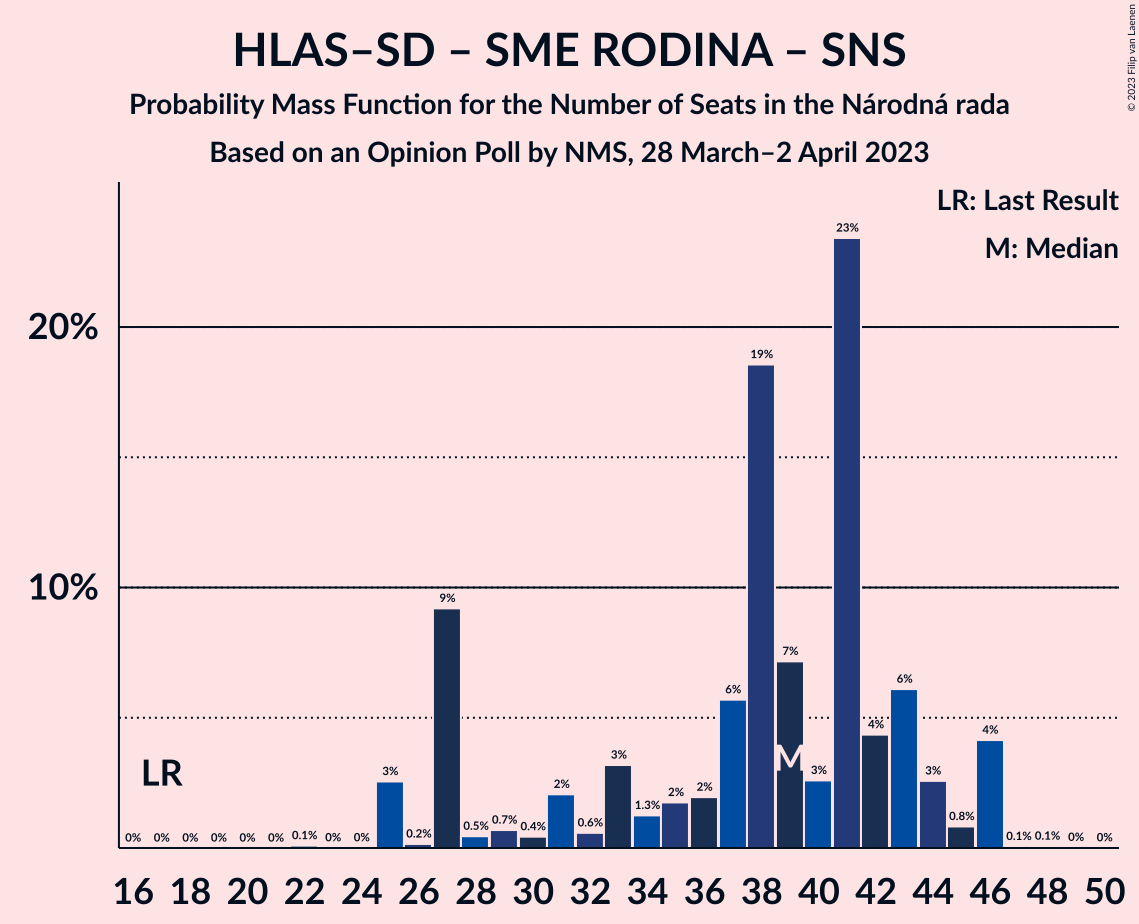 HLAS–SD – SME RODINA – SNS
Probability Mass Function for the Number of Seats in the Národná rada
Based on an Opinion Poll by NMS, 28 March–2 April 2023
© 2023 Filip van Laenen
LR: Last Result
M: Median
20%
10%
LR
M
0% 0% 0% 0% 0% 0% 0.1% 0% 0% 3% 0.2% 9% 0.5% 0.7% 0.4% 2% 0.6% 3% 1.3% 2% 2% 6% 19% 7% 3% 23% 4% 6% 3% 0.8% 4% 0.1% 0.1% 0% 0%
16 18 20 22 24 26 28 30 32 34 36 38 40 42 44 46 48 50